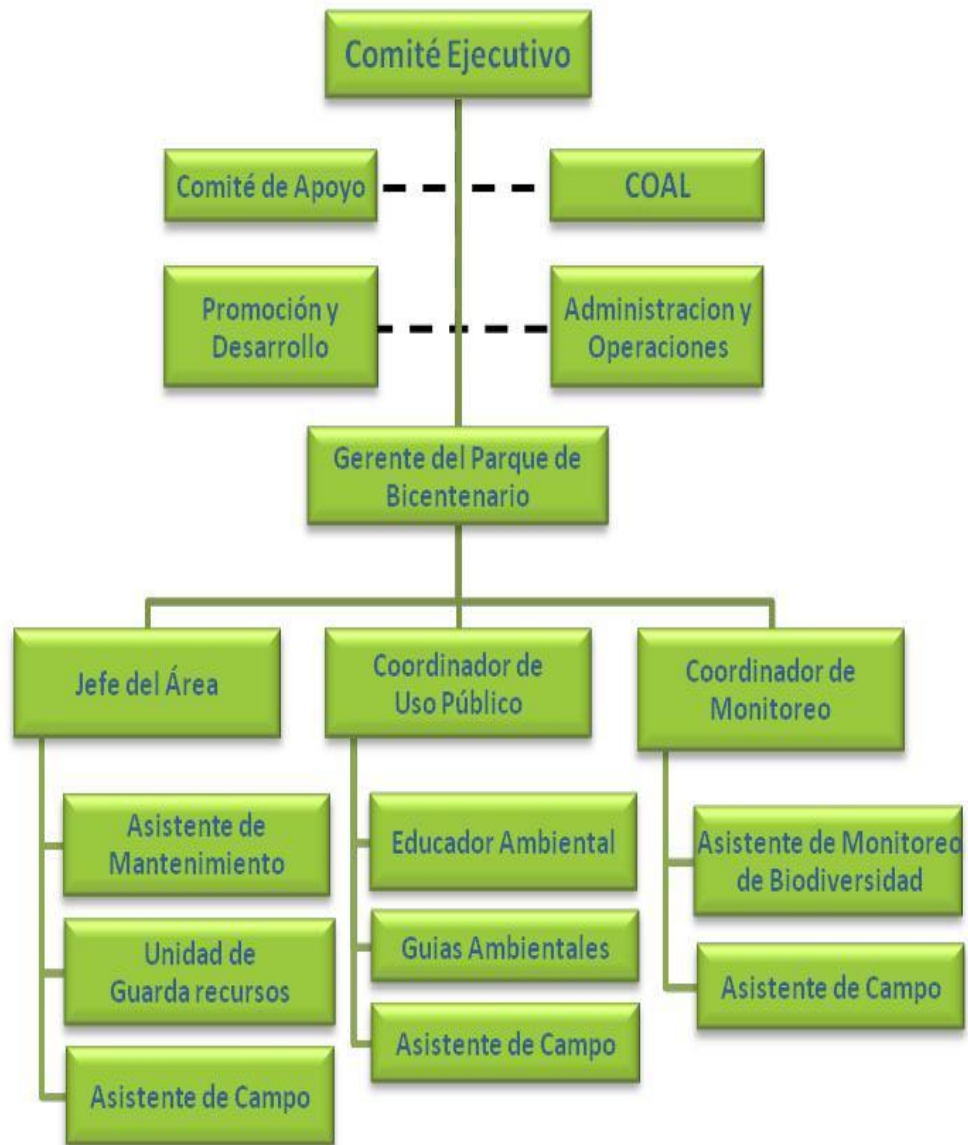 Comité Ejecutivo
Comité de Apoyo
COAL
Promoción y
Desarrollo
Administracion y
Operaciones
Gerente del Parque de
Bicentenario
Jefe del Área
Coordinador de
Uso Público
Coordinador de
Monitoreo
Asistente de
Mantenimiento
Unidad de
Guarda recursos
Asistente de Campo
Educador Ambiental
Guias Ambientales
Asistente de Campo
Asistente de Monitoreo
de Biodiversidad
Asistente de Campo